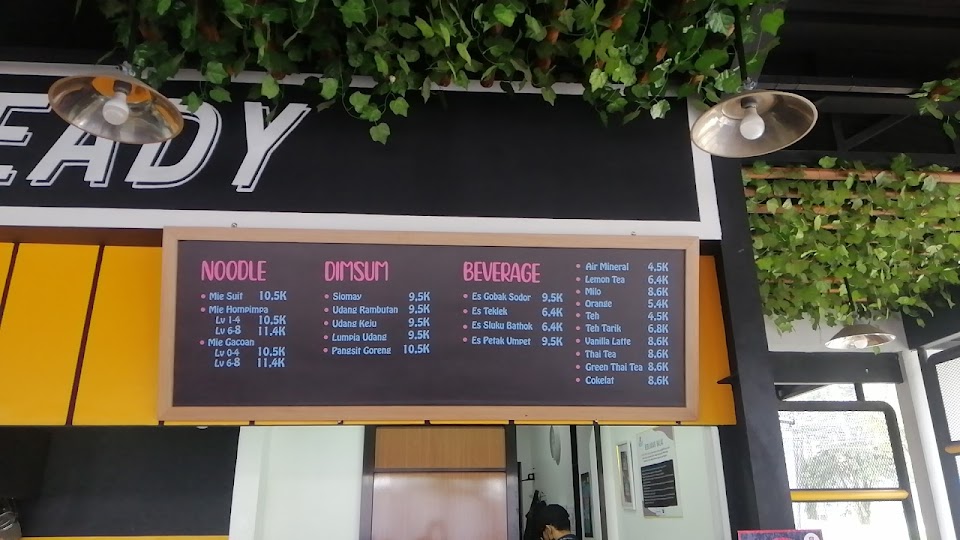 EADY
NOODLE
Mie Suit 10.5K
Mie Hompimpa
Lv 1-4 10.5K
Lv 6-8 11.4K
Mie Gacoan
Lv 0-4 10.5K
Lv 6-8 11.4K
DIMSUM
Siomay 9.5K
Udang Rambutan 9.5K
Udang Keju 9.5K
Lumpia Udang 9.5K
Pangsit Goreng 10.5K
BEVERAGE
Es Gobak Sodor 9.5K
Es Teklek 6.4K
Es Sluku Bathok 6.4K
Es Petak Umpet 9.5K
Air Mineral 4.5K
Lemon Tea 6.4K
Milo 8.6K
Orange 5.4K
Teh 4.5K
Teh Tarik 6.8K
Vanilla Latte 8.6K
Thai Tea 8.6K
Green Thai Tea 8.6K
Cokelat 8.6K